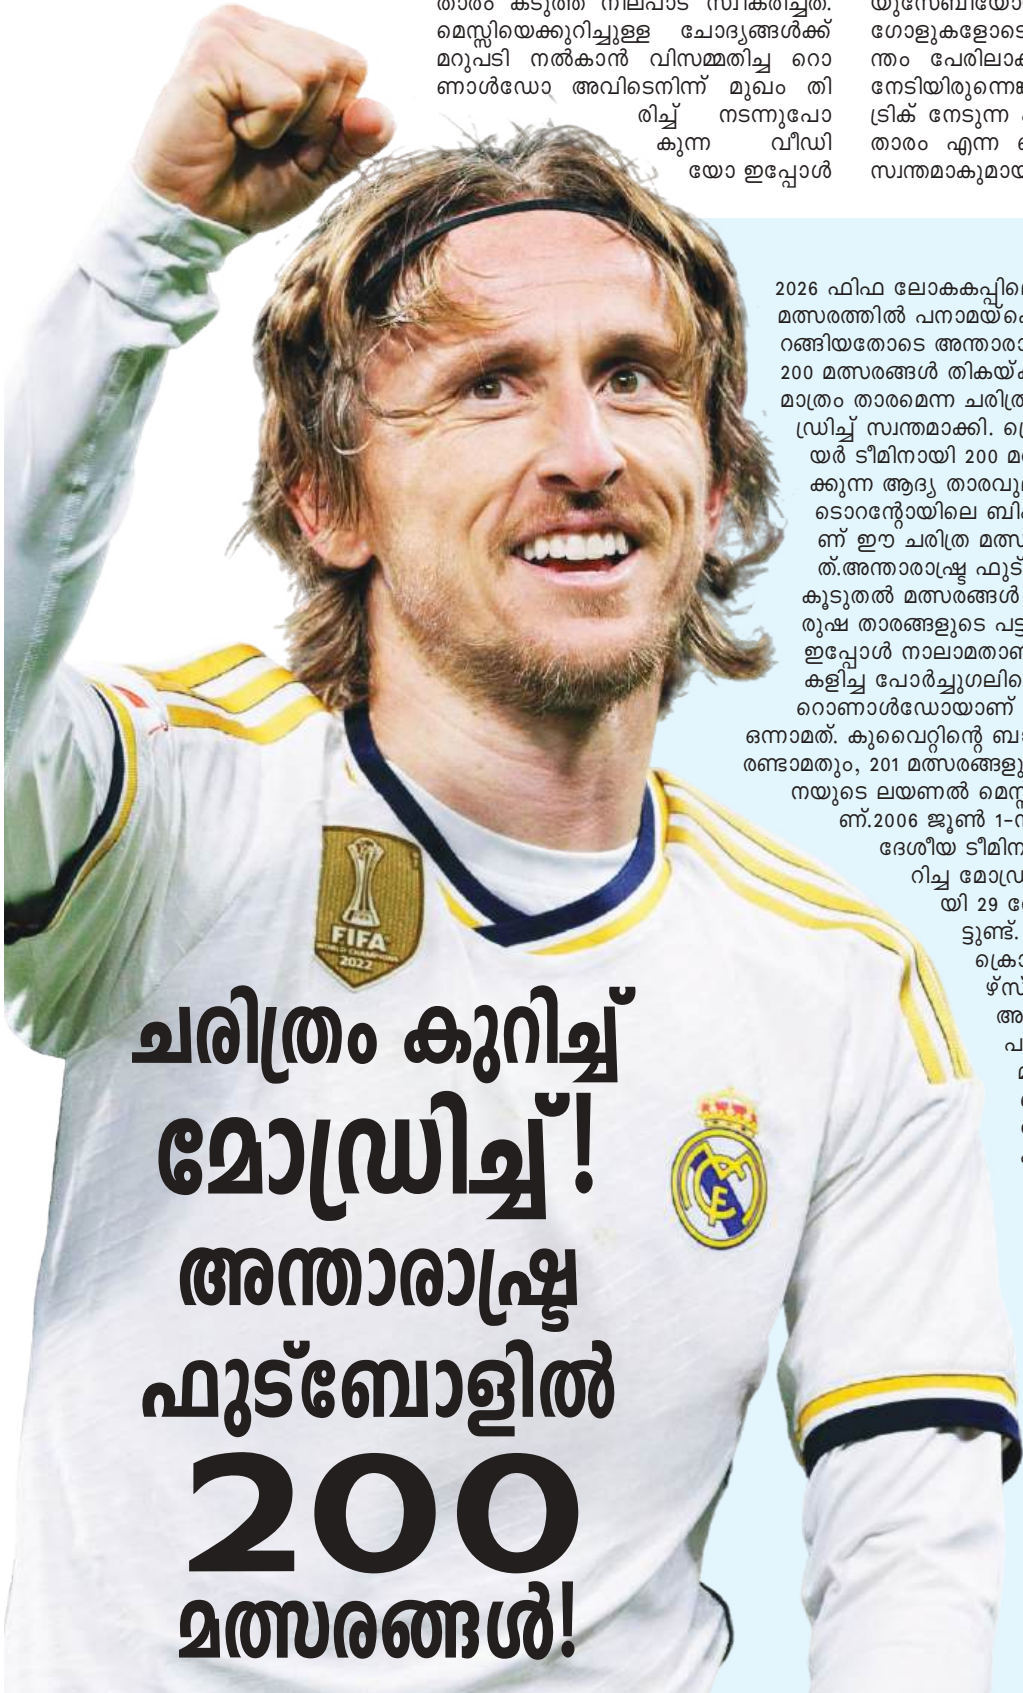 താരം കടുത്ത നിലപാട് സ്വീകരിച്ചത്.
മെസ്സിയെക്കുറിച്ചുള്ള ചോദ്യങ്ങൾക്ക്
മറുപടി നൽകാൻ വിസമ്മതിച്ച റൊ
ണാൾഡോ അവിടെനിന്ന് മുഖം തി
രിച്ച് നടന്നുപോ
കുന്ന വീഡി
യോ ഇപ്പോൾ
യുസേബിയോ
ഗോളുകളോടെ
ന്തം പേരിലാ
നേടിയിരുന്നെ
ട്രിക് നേടുന്ന
താരം എന്ന
സ്വന്തമാകുമാ
2026 ഫിഫ ലോകകപ്പിലെ
മത്സരത്തിൽ പനാമയ്
റങ്ങിയതോടെ അന്താരാ
200 മത്സരങ്ങൾ തികയ്
മാത്രം താരമെന്ന ചരിത്ര
ഡ്രിച്ച് സ്വന്തമാക്കി.
യർ ടീമിനായി 200 മ
ക്കുന്ന ആദ്യ താരവു
ടൊറന്റോയിലെ ബി
ണ് ഈ ചരിത്ര മത്സ
ത്.അന്താരാഷ്ട്ര ഫുട്
കൂടുതൽ മത്സരങ്ങൾ
രുഷ താരങ്ങളുടെ പട്ട
ഇപ്പോൾ നാലാമതാണ്
കളിച്ച പോർച്ചുഗലി
റൊണാൾഡോയാണ്
ഒന്നാമത്. കുവൈറ്റിന്റെ ബ
രണ്ടാമതും, 201 മത്സരങ്ങളു
നയുടെ ലയണൽ മെസ്സ
ണ്.2006 ജൂൺ 1-ന
ദേശീയ ടീമിന
റിച്ച മോഡ്ര
യി 29
ട്ടുണ്ട്.
ക്രൊ
ഴ്സ്
അ
പ
FIFA
WORLD CHAMPIONS
2022
ചരിത്രം കുറിച്ച്
മോഡ്രിച്ച്!
അന്താരാഷ്ട്ര
ഫുട്ബോളിൽ
200
മത്സരങ്ങൾ!